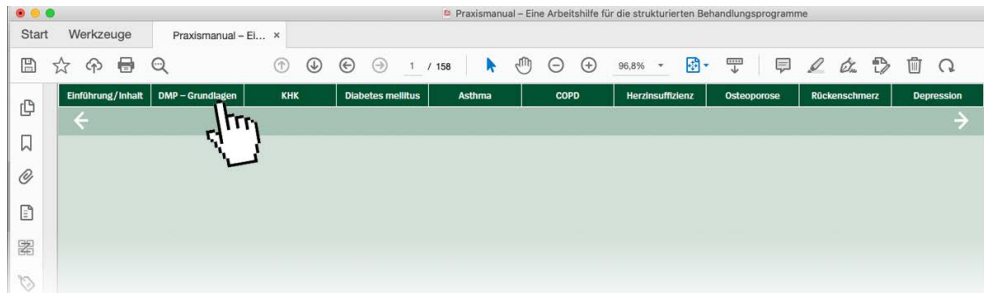 Praxismanual – Eine Arbeitshilfe für die strukturierten Behandlungsprogramme
Start Werkzeuge Praxismanual – Ei... ×
1 / 158 96,8%
Einführung/Inhalt DMP – Grundlagen KHK Diabetes mellitus Asthma COPD Herzinsuffizienz Osteoporose Rückenschmerz Depression